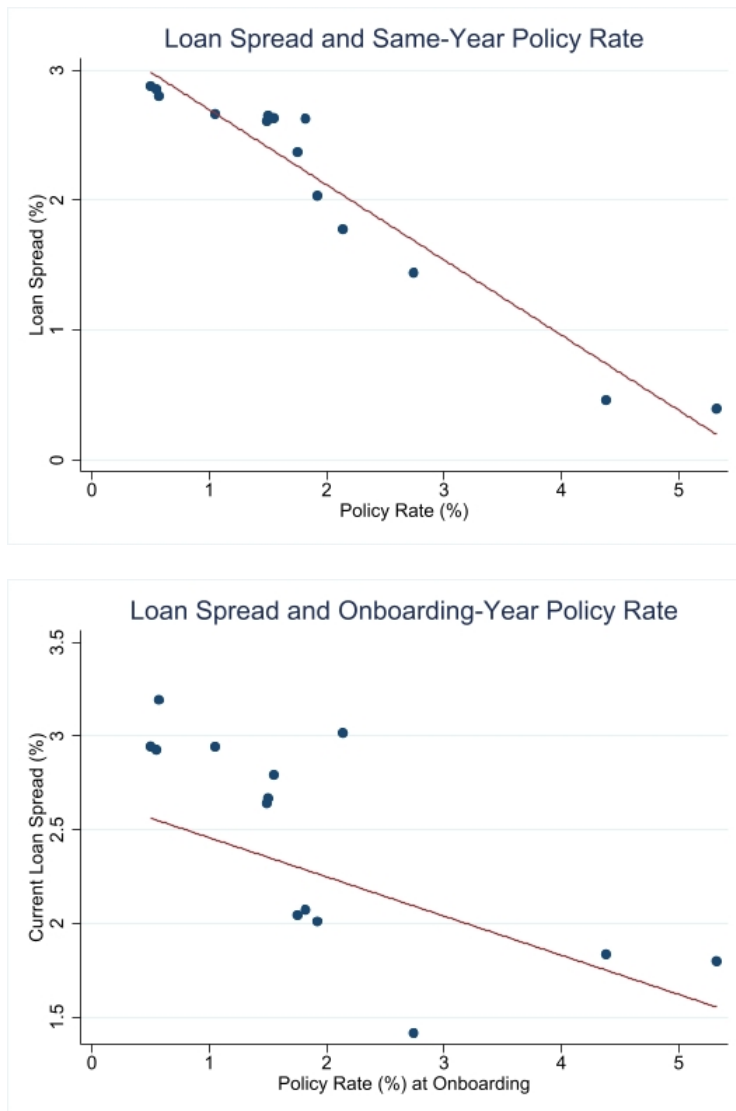 Loan Spread and Same-Year Policy Rate
3
2
1
0
Loan Spread (%)
0 1 2 3 4 5
Policy Rate (%)
Loan Spread and Onboarding-Year Policy Rate
3.5
3
2.5
2
1.5
Current Loan Spread (%)
0 1 2 3 4 5
Policy Rate (%) at Onboarding